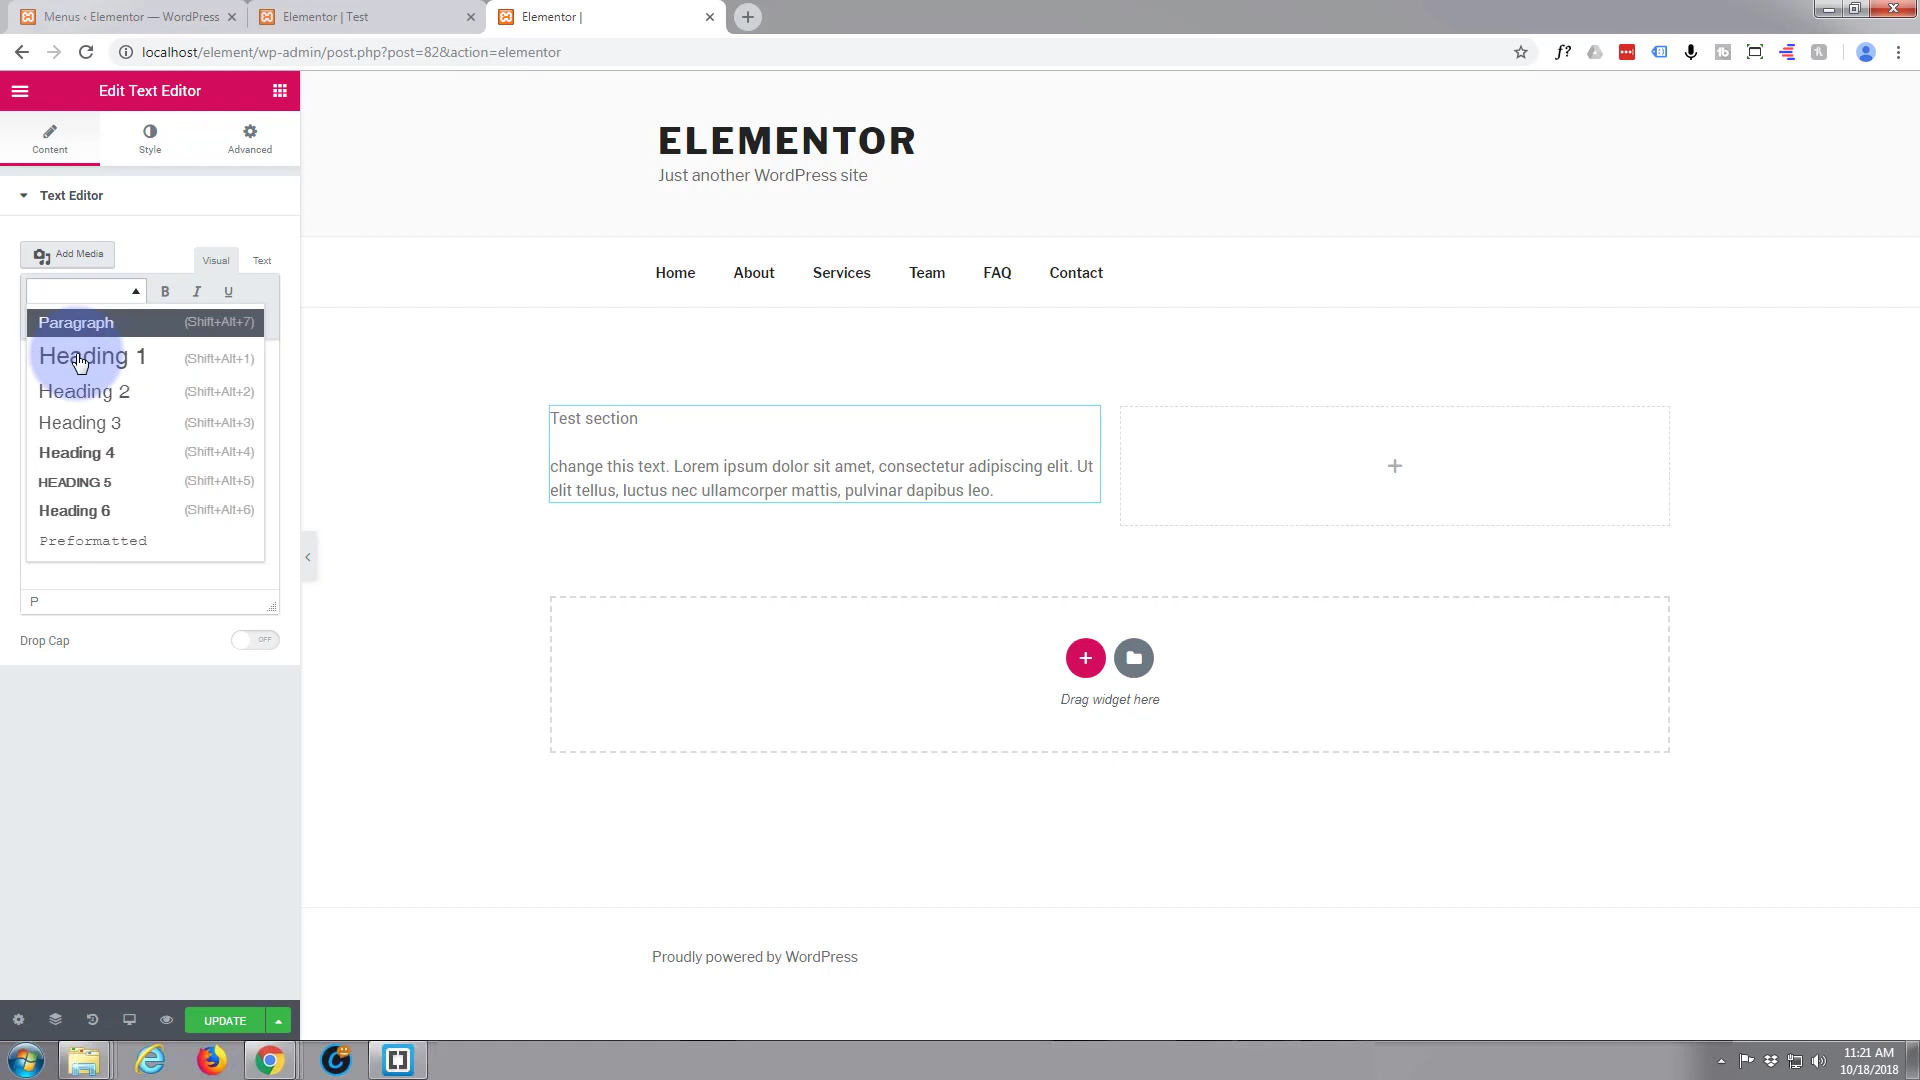 Menus ‹ Elementor — WordPress
Elementor | Test
Elementor |
localhost/element/wp-admin/post.php?post=82&action=elementor
Edit Text Editor
Content
Style
Advanced
Text Editor
Add Media
Visual
Text
B I U
Paragraph (Shift+Alt+7)
Heading 1 (Shift+Alt+1)
Heading 2 (Shift+Alt+2)
Heading 3 (Shift+Alt+3)
Heading 4 (Shift+Alt+4)
HEADING 5 (Shift+Alt+5)
Heading 6 (Shift+Alt+6)
Preformatted
P
Drop Cap
OFF
UPDATE
ELEMENTOR
Just another WordPress site
Home About Services Team FAQ Contact
Test section
change this text. Lorem ipsum dolor sit amet, consectetur adipiscing elit. Ut
elit tellus, luctus nec ullamcorper mattis, pulvinar dapibus leo.
Drag widget here
Proudly powered by WordPress
11:21 AM
10/18/2018